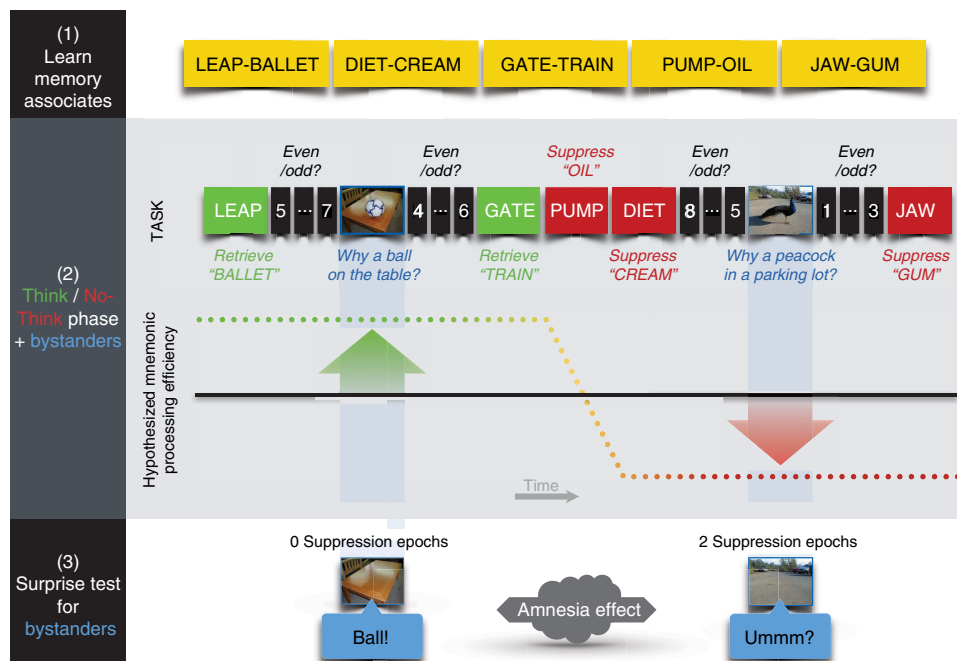 (1)
Learn
memory
associates
LEAP-BALLET DIET-CREAM GATE-TRAIN PUMP-OIL JAW-GUM
(2)
Think / No-
Think phase
+ bystanders
TASK
Even
/odd?
Even
/odd?
Suppress
“OIL”
Even
/odd?
Even
/odd?
LEAP 5 ... 7 4 ... 6 GATE PUMP DIET 8 ... 5 1 ... 3 JAW
Retrieve
“BALLET”
Why a ball
on the table?
Retrieve
“TRAIN”
Suppress
“CREAM”
Why a peacock
in a parking lot?
Suppress
“GUM”
Hypothesized mnemonic
processing efficiency
Time
(3)
Surprise test
for
bystanders
0 Suppression epochs
Ball!
Amnesia effect
2 Suppression epochs
Ummm?